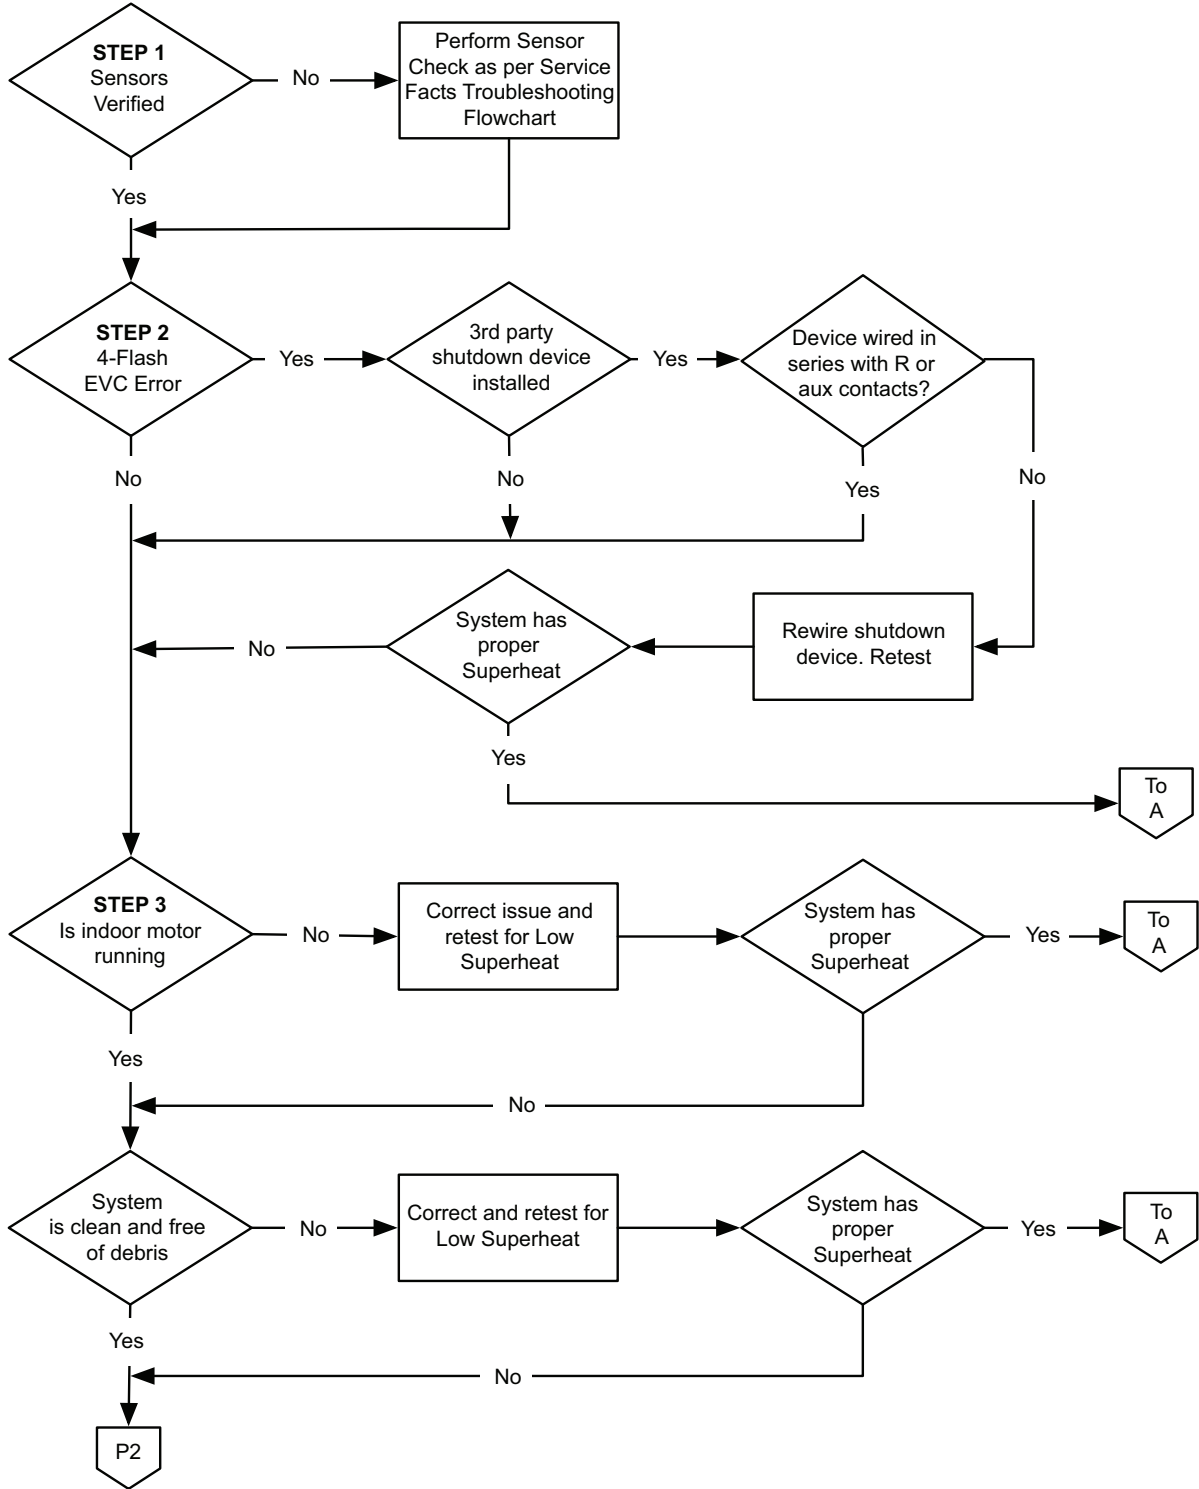 STEP 1
Sensors
Verified
No
Perform Sensor
Check as per Service
Facts Troubleshooting
Flowchart
Yes
STEP 2
4-Flash
EVC Error
Yes
3rd party
shutdown device
installed
Yes
Device wired in
series with R or
aux contacts?
No
No
Yes
No
System has
proper
Superheat
No
Rewire shutdown
device. Retest
Yes
To
A
STEP 3
Is indoor motor
running
No
Correct issue and
retest for Low
Superheat
System has
proper
Superheat
Yes
To
A
Yes
No
System
is clean and free
of debris
No
Correct and retest for
Low Superheat
System has
proper
Superheat
Yes
To
A
Yes
No
P2